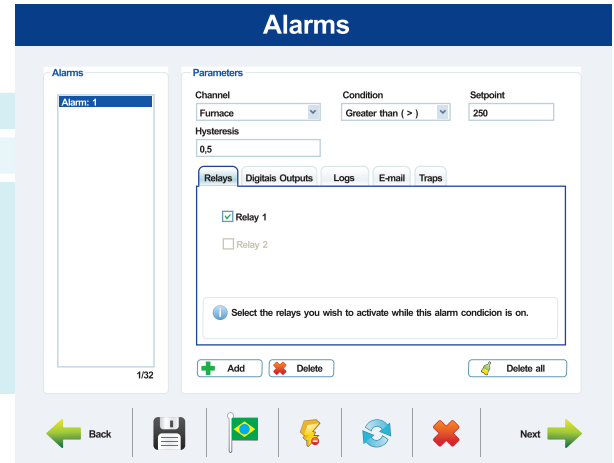 Alarms
Alarms
Alarm: 1
1/32
Parameters
Channel
Condition
Setpoint
Furnace
Greater than ( > )
250
Hysteresis
0,5
Relays
Digitais Outputs
Logs
E-mail
Traps
Relay 1
Relay 2
Select the relays you wish to activate while this alarm condicion is on.
Add
Delete
Delete all
Back
Next